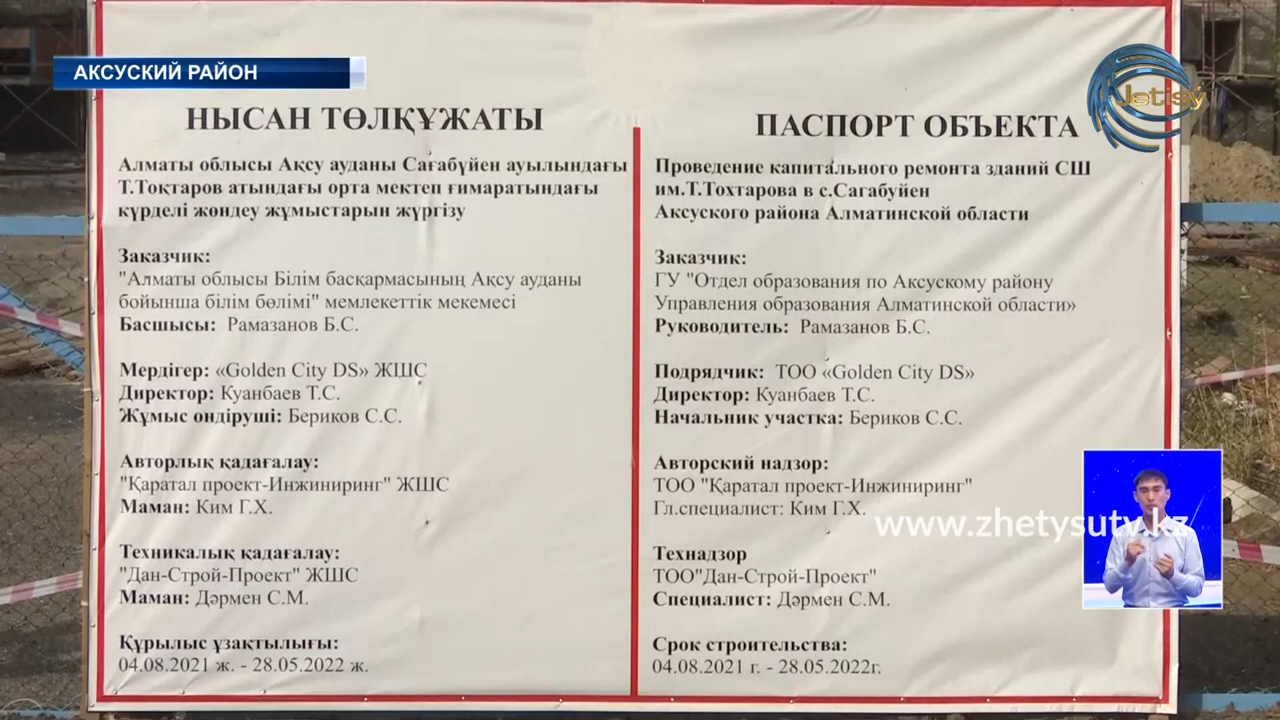 АКСУСКИЙ РАЙОН
Jetisý
НЫСАН ТӨЛҚҰЖАТЫ
Алматы облысы Ақсу ауданы Сағабүйен ауылындағы
Т.Тоқтаров атындағы орта мектеп ғимаратындағы
күрделі жөндеу жұмыстарын жүргізу
Заказчик:
"Алматы облысы Білім басқармасының Ақсу ауданы
бойынша білім бөлімі" мемлекеттік мекемесі
Басшысы: Рамазанов Б.С.
Мердігер: «Golden City DS» ЖШС
Директор: Куанбаев Т.С.
Жұмыс өндіруші: Бериков С.С.
Авторлық қадағалау:
"Қаратал проект-Инжиниринг" ЖШС
Маман: Ким Г.Х.
Техникалық қадағалау:
"Дан-Строй-Проект" ЖШС
Маман: Дәрмен С.М.
Құрылыс ұзақтылығы:
04.08.2021 ж. - 28.05.2022 ж.
ПАСПОРТ ОБЪЕКТА
Проведение капитального ремонта зданий СШ
им.Т.Тохтарова в с.Сагабуйен
Аксуского района Алматинской области
Заказчик:
ГУ "Отдел образования по Аксускому району
Управления образования Алматинской области»
Руководитель: Рамазанов Б.С.
Подрядчик: ТОО «Golden City DS»
Директор: Куанбаев Т.С.
Начальник участка: Бериков С.С.
Авторский надзор:
ТОО "Қаратал проект-Инжиниринг"
Гл.специалист: Ким Г.Х.
Технадзор
ТОО"Дан-Строй-Проект"
Специалист: Дәрмен С.М.
Срок строительства:
04.08.2021 г. - 28.05.2022г.
www.zhetysutv.kz